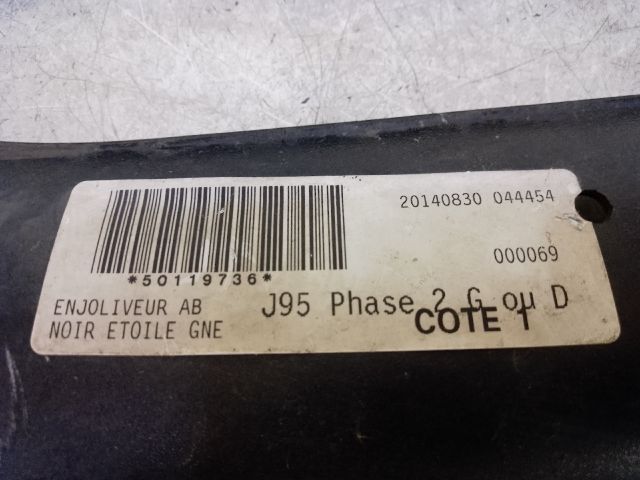 20140830 044454
000069
*50119736*
ENJOLIVEUR AB
NOIR ETOILE GNE
J95 Phase 2 G ou D
COTE 1